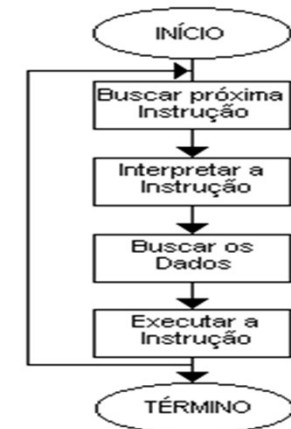 INÍCIO
Buscar próxima
Instrução
Interpretar a
Instrução
Buscar os
Dados
Executar a
Instrução
TÉRMINO